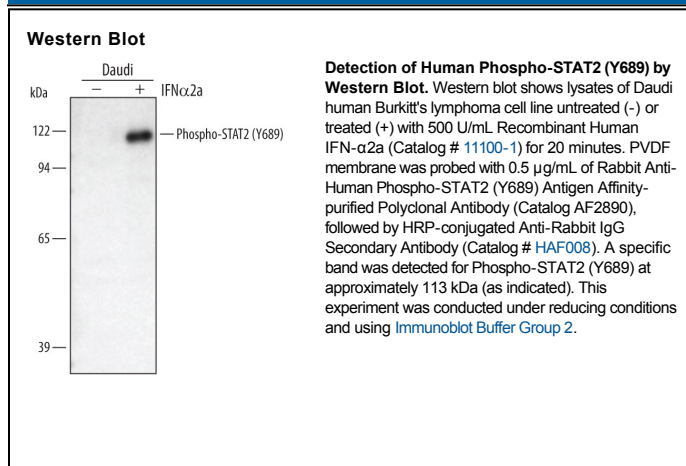 Western Blot
Daudi
kDa
− + IFNα2a
122
Phospho-STAT2 (Y689)
94
65
39
Detection of Human Phospho-STAT2 (Y689) by
Western Blot. Western blot shows lysates of Daudi
human Burkitt's lymphoma cell line untreated (-) or
treated (+) with 500 U/mL Recombinant Human
IFN-α2a (Catalog # 11100-1) for 20 minutes. PVDF
membrane was probed with 0.5 µg/mL of Rabbit Anti-
Human Phospho-STAT2 (Y689) Antigen Affinity-
purified Polyclonal Antibody (Catalog AF2890),
followed by HRP-conjugated Anti-Rabbit IgG
Secondary Antibody (Catalog # HAF008). A specific
band was detected for Phospho-STAT2 (Y689) at
approximately 113 kDa (as indicated). This
experiment was conducted under reducing conditions
and using Immunoblot Buffer Group 2.